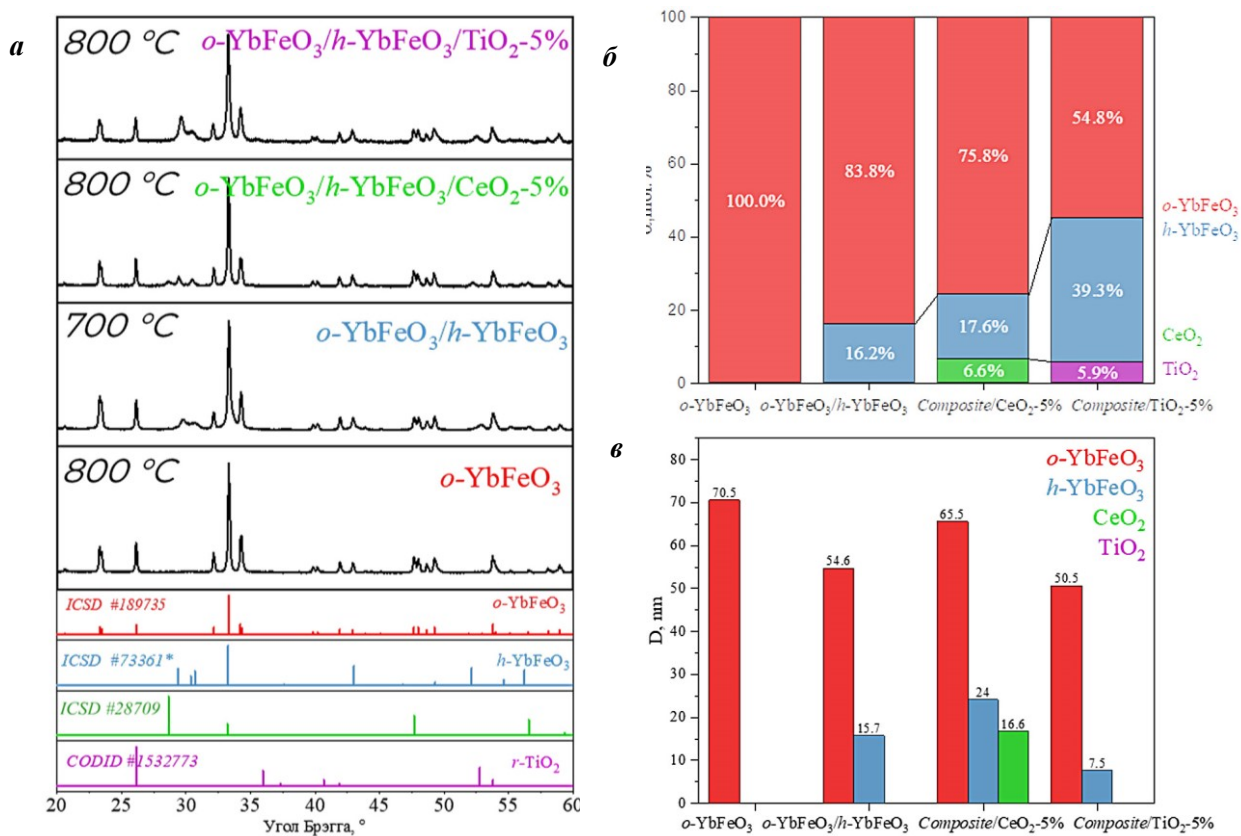 а
800 °C
o-YbFeO3/h-YbFeO3/TiO2-5%
800 °C
o-YbFeO3/h-YbFeO3/CeO2-5%
700 °C
o-YbFeO3/h-YbFeO3
800 °C
o-YbFeO3
ICSD #189735
o-YbFeO3
ICSD #73361*
h-YbFeO3
ICSD #28709
CODID #1532773
r-TiO2
20 25 30 35 40 45 50 55 60
Угол Брэгга, °
б
100
80
60
40
20
0
mol. %
100.0%
83.8%
16.2%
75.8%
17.6%
6.6%
54.8%
39.3%
5.9%
o-YbFeO3
h-YbFeO3
CeO2
TiO2
o-YbFeO3 o-YbFeO3/h-YbFeO3 Composite/CeO2-5% Composite/TiO2-5%
в
D, nm
80
70
60
50
40
30
20
10
0
o-YbFeO3
h-YbFeO3
CeO2
TiO2
70.5
54.6
15.7
65.5
24
16.6
50.5
7.5
o-YbFeO3 o-YbFeO3/h-YbFeO3 Composite/CeO2-5% Composite/TiO2-5%